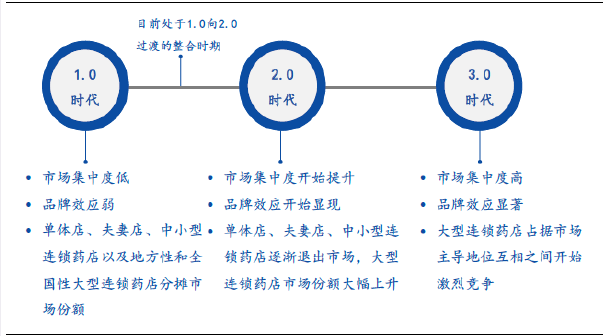 目前处于1.0向2.0
过渡的整合时期
1.0
时代
2.0
时代
3.0
时代
• 市场集中度低
• 品牌效应弱
• 单体店、夫妻店、中小型
连锁药店以及地方性和全
国性大型连锁药店分摊市
场份额
• 市场集中度开始提升
• 品牌效应开始显现
• 单体店、夫妻店、中小型连
锁药店逐渐退出市场，大型
连锁药店市场份额大幅上升
• 市场集中度高
• 品牌效应显著
• 大型连锁药店占据市场
主导地位互相之间开始
激烈竞争